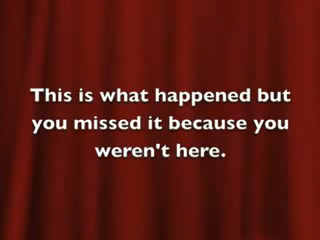 This is what happened but
you missed it because you
weren't here.